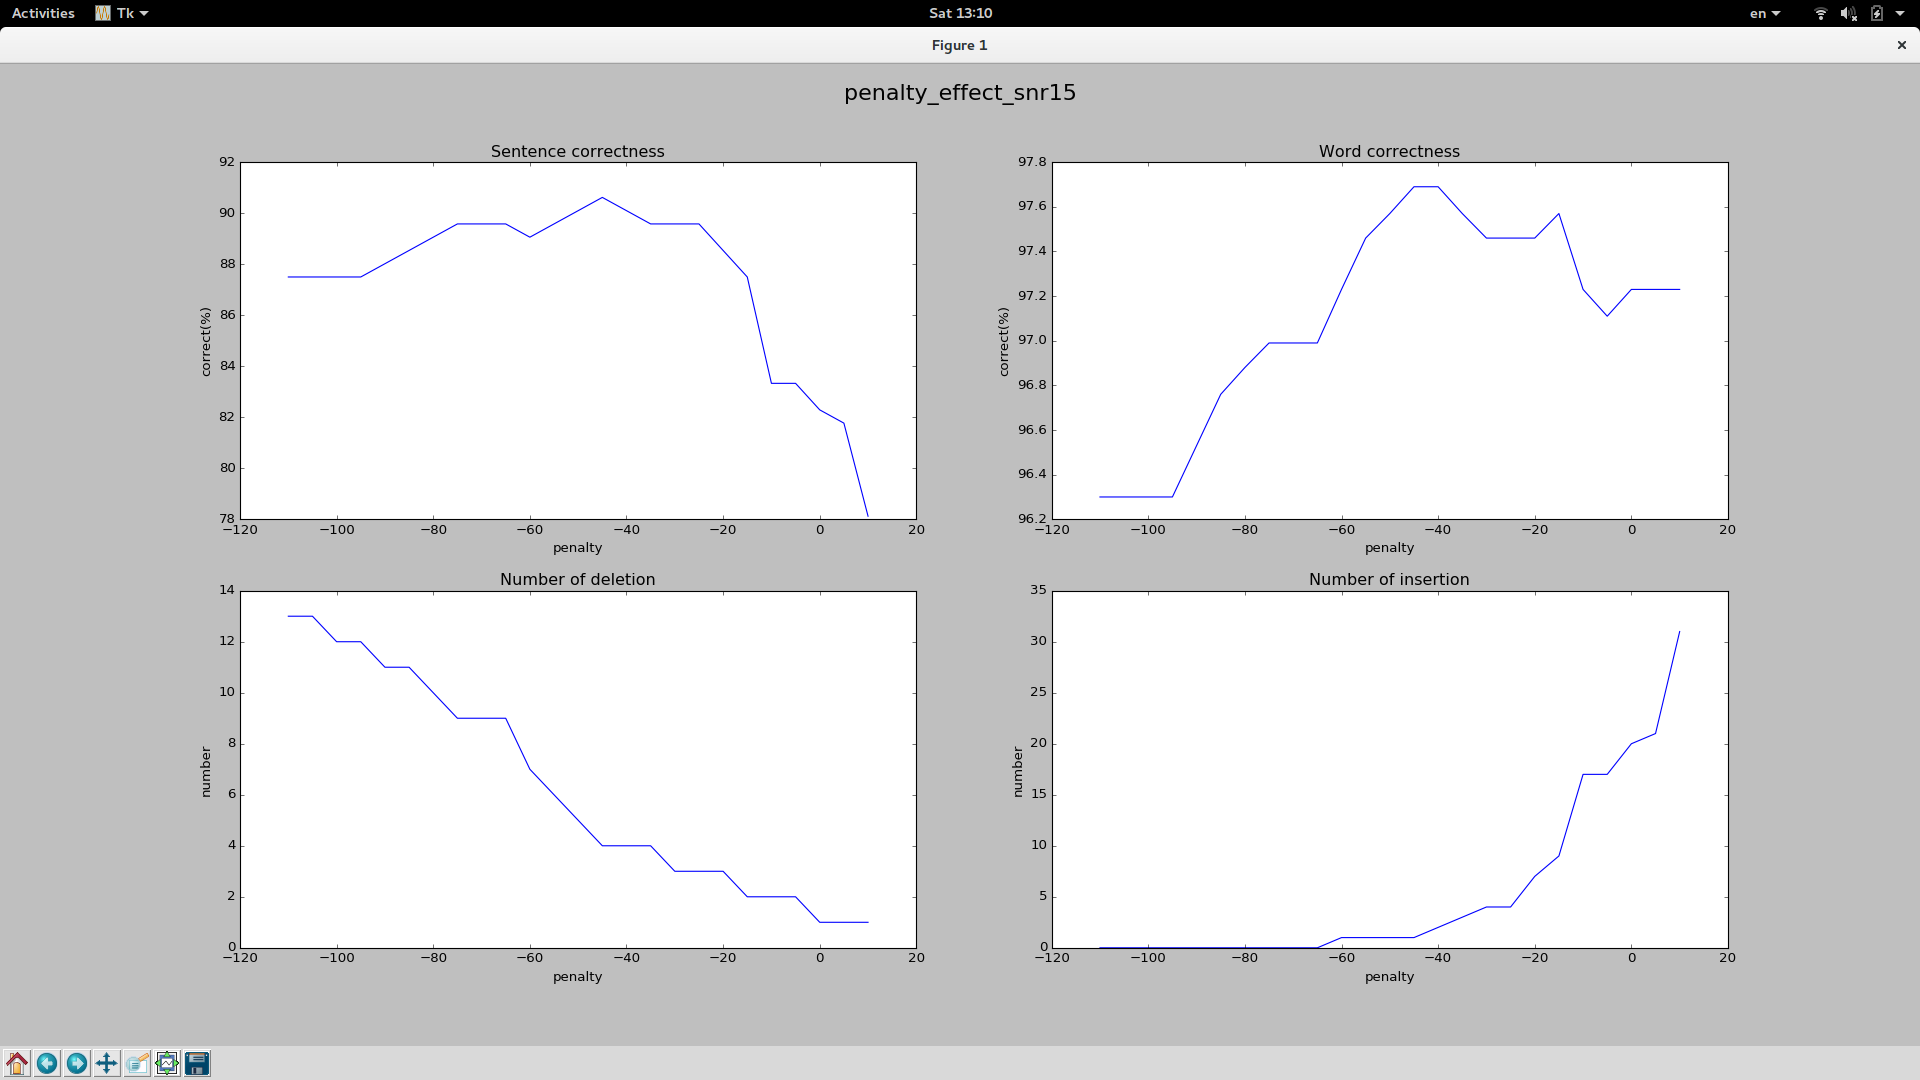 Activities Tk Sat 13:10 en
Figure 1
penalty_effect_snr15
Sentence correctness
92
90
88
86
84
82
80
78
correct(%)
−120 −100 −80 −60 −40 −20 0 20
penalty
Word correctness
97.8
97.6
97.4
97.2
97.0
96.8
96.6
96.4
96.2
correct(%)
−120 −100 −80 −60 −40 −20 0 20
penalty
Number of deletion
14
12
10
8
6
4
2
0
number
−120 −100 −80 −60 −40 −20 0 20
penalty
Number of insertion
35
30
25
20
15
10
5
0
number
−120 −100 −80 −60 −40 −20 0 20
penalty